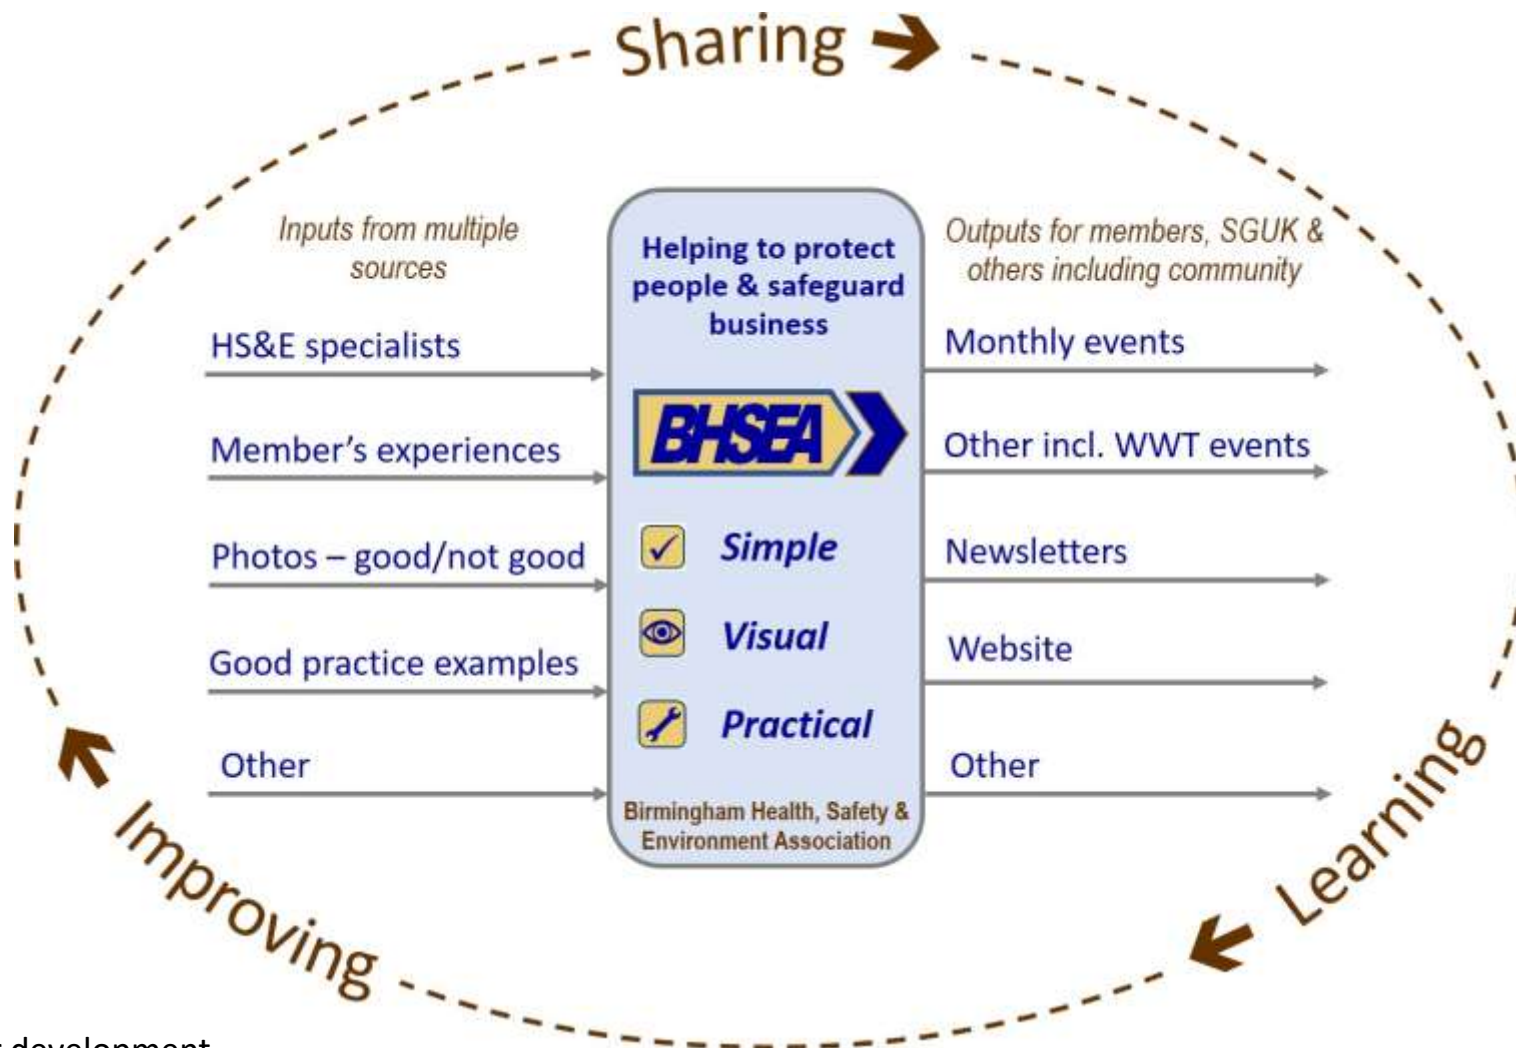 Sharing
Inputs from multiple
sources
HS&E specialists
Member's experiences
Photos – good/not good
Good practice examples
Other
Helping to protect
people & safeguard
business
BHSEA
Simple
Visual
Practical
Birmingham Health, Safety &
Environment Association
Outputs for members, SGUK &
others including community
Monthly events
Other incl. WWT events
Newsletters
Website
Other
Learning
Improving
development